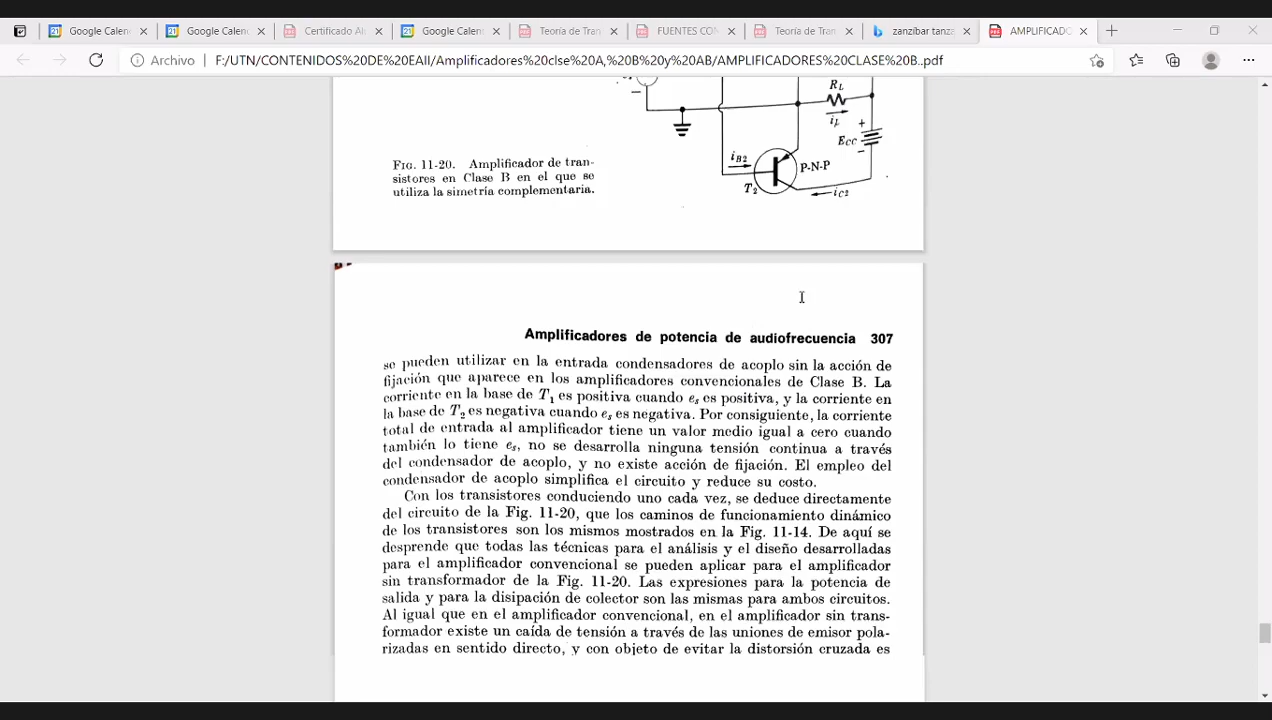 Google Calen
Google Calenc
Certificado Al
Google Calen
Teoría de Tran
FUENTES CON
Teoria de Tran
zanzibar tanza
AMPLIFICADO
Archivo
F:/UTN/CONTENIDOS%20DE%20EAII/Amplificadores%20clse%20A,%20B%20y%20AB/AMPLIFICADORES%20CLASE%20B..pdf
RL
iL
+
ECC
−
iB2
P-N-P
T2
iC2
FIG. 11-20. Amplificador de tran-
sistores en Clase B en el que se
utiliza la simetría complementaria.
Amplificadores de potencia de audiofrecuencia 307
se pueden utilizar en la entrada condensadores de acoplo sin la acción de
fijación que aparece en los amplificadores convencionales de Clase B. La
corriente en la base de T1 es positiva cuando es es positiva, y la corriente en
la base de T2 es negativa cuando es es negativa. Por consiguiente, la corriente
total de entrada al amplificador tiene un valor medio igual a cero cuando
también lo tiene es, no se desarrolla ninguna tensión continua a través
del condensador de acoplo, y no existe acción de fijación. El empleo del
condensador de acoplo simplifica el circuito y reduce su costo.
Con los transistores conduciendo uno cada vez, se deduce directamente
del circuito de la Fig. 11-20, que los caminos de funcionamiento dinámico
de los transistores son los mismos mostrados en la Fig. 11-14. De aquí se
desprende que todas las técnicas para el análisis y el diseño desarrolladas
para el amplificador convencional se pueden aplicar para el amplificador
sin transformador de la Fig. 11-20. Las expresiones para la potencia de
salida y para la disipación de colector son las mismas para ambos circuitos.
Al igual que en el amplificador convencional, en el amplificador sin trans-
formador existe un caída de tensión a través de las uniones de emisor pola-
rizadas en sentido directo, y con objeto de evitar la distorsión cruzada es